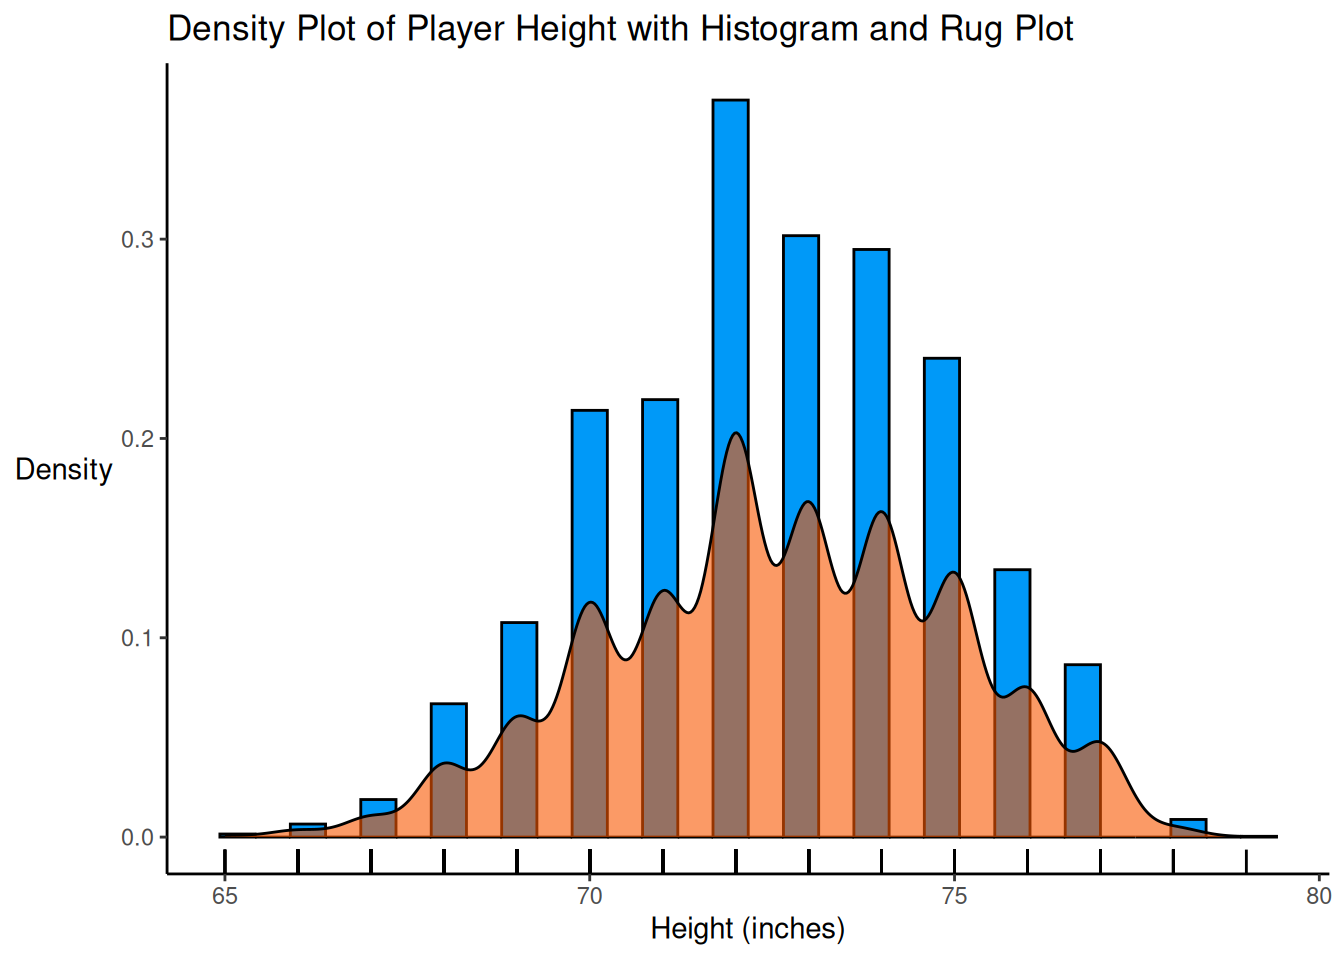 Density Plot of Player Height with Histogram and Rug Plot
0.3
0.2
Density
0.1
0.0
65 70 75 80
Height (inches)